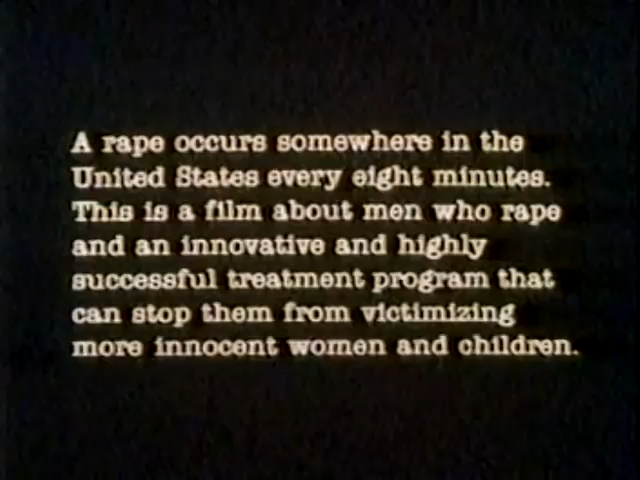 A rape occurs somewhere in the
United States every eight minutes.
This is a film about men who rape
and an innovative and highly
successful treatment program that
can stop them from victimizing
more innocent women and children.